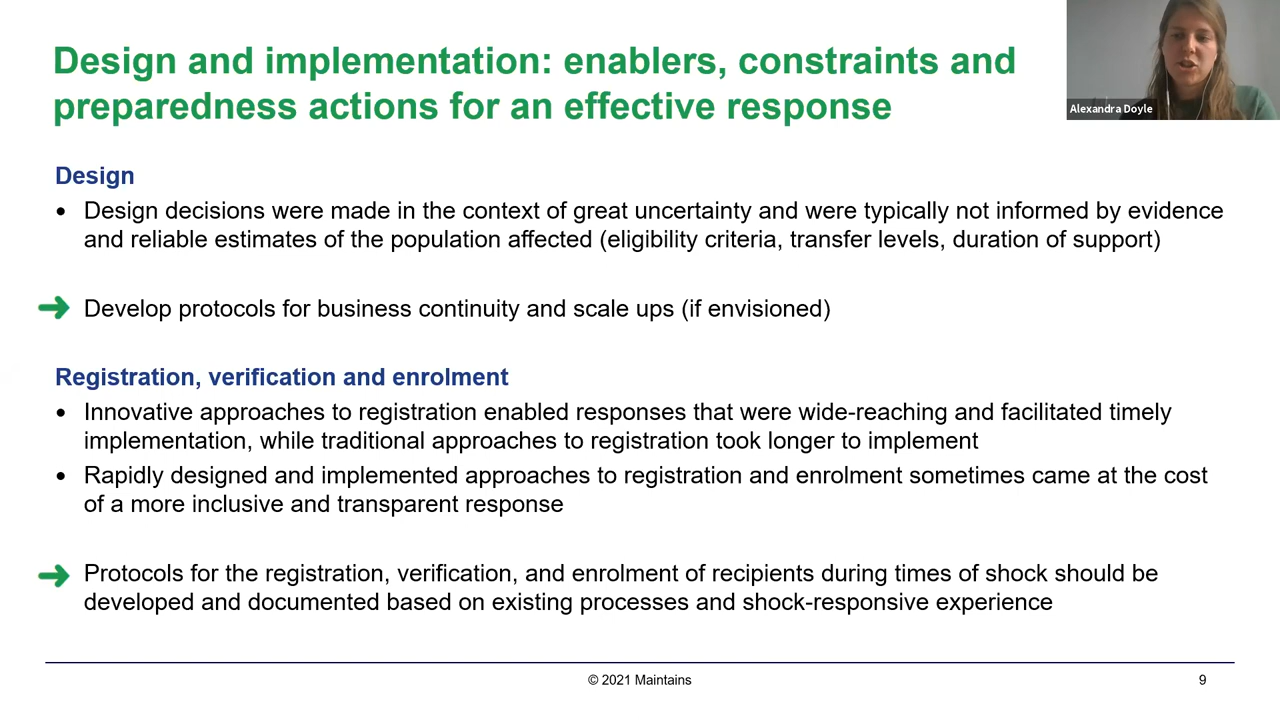 Design and implementation: enablers, constraints and
preparedness actions for an effective response
Alexandra Doyle
Design
• Design decisions were made in the context of great uncertainty and were typically not informed by evidence
and reliable estimates of the population affected (eligibility criteria, transfer levels, duration of support)
Develop protocols for business continuity and scale ups (if envisioned)
Registration, verification and enrolment
• Innovative approaches to registration enabled responses that were wide-reaching and facilitated timely
implementation, while traditional approaches to registration took longer to implement
• Rapidly designed and implemented approaches to registration and enrolment sometimes came at the cost
of a more inclusive and transparent response
Protocols for the registration, verification, and enrolment of recipients during times of shock should be
developed and documented based on existing processes and shock-responsive experience
© 2021 Maintains
9